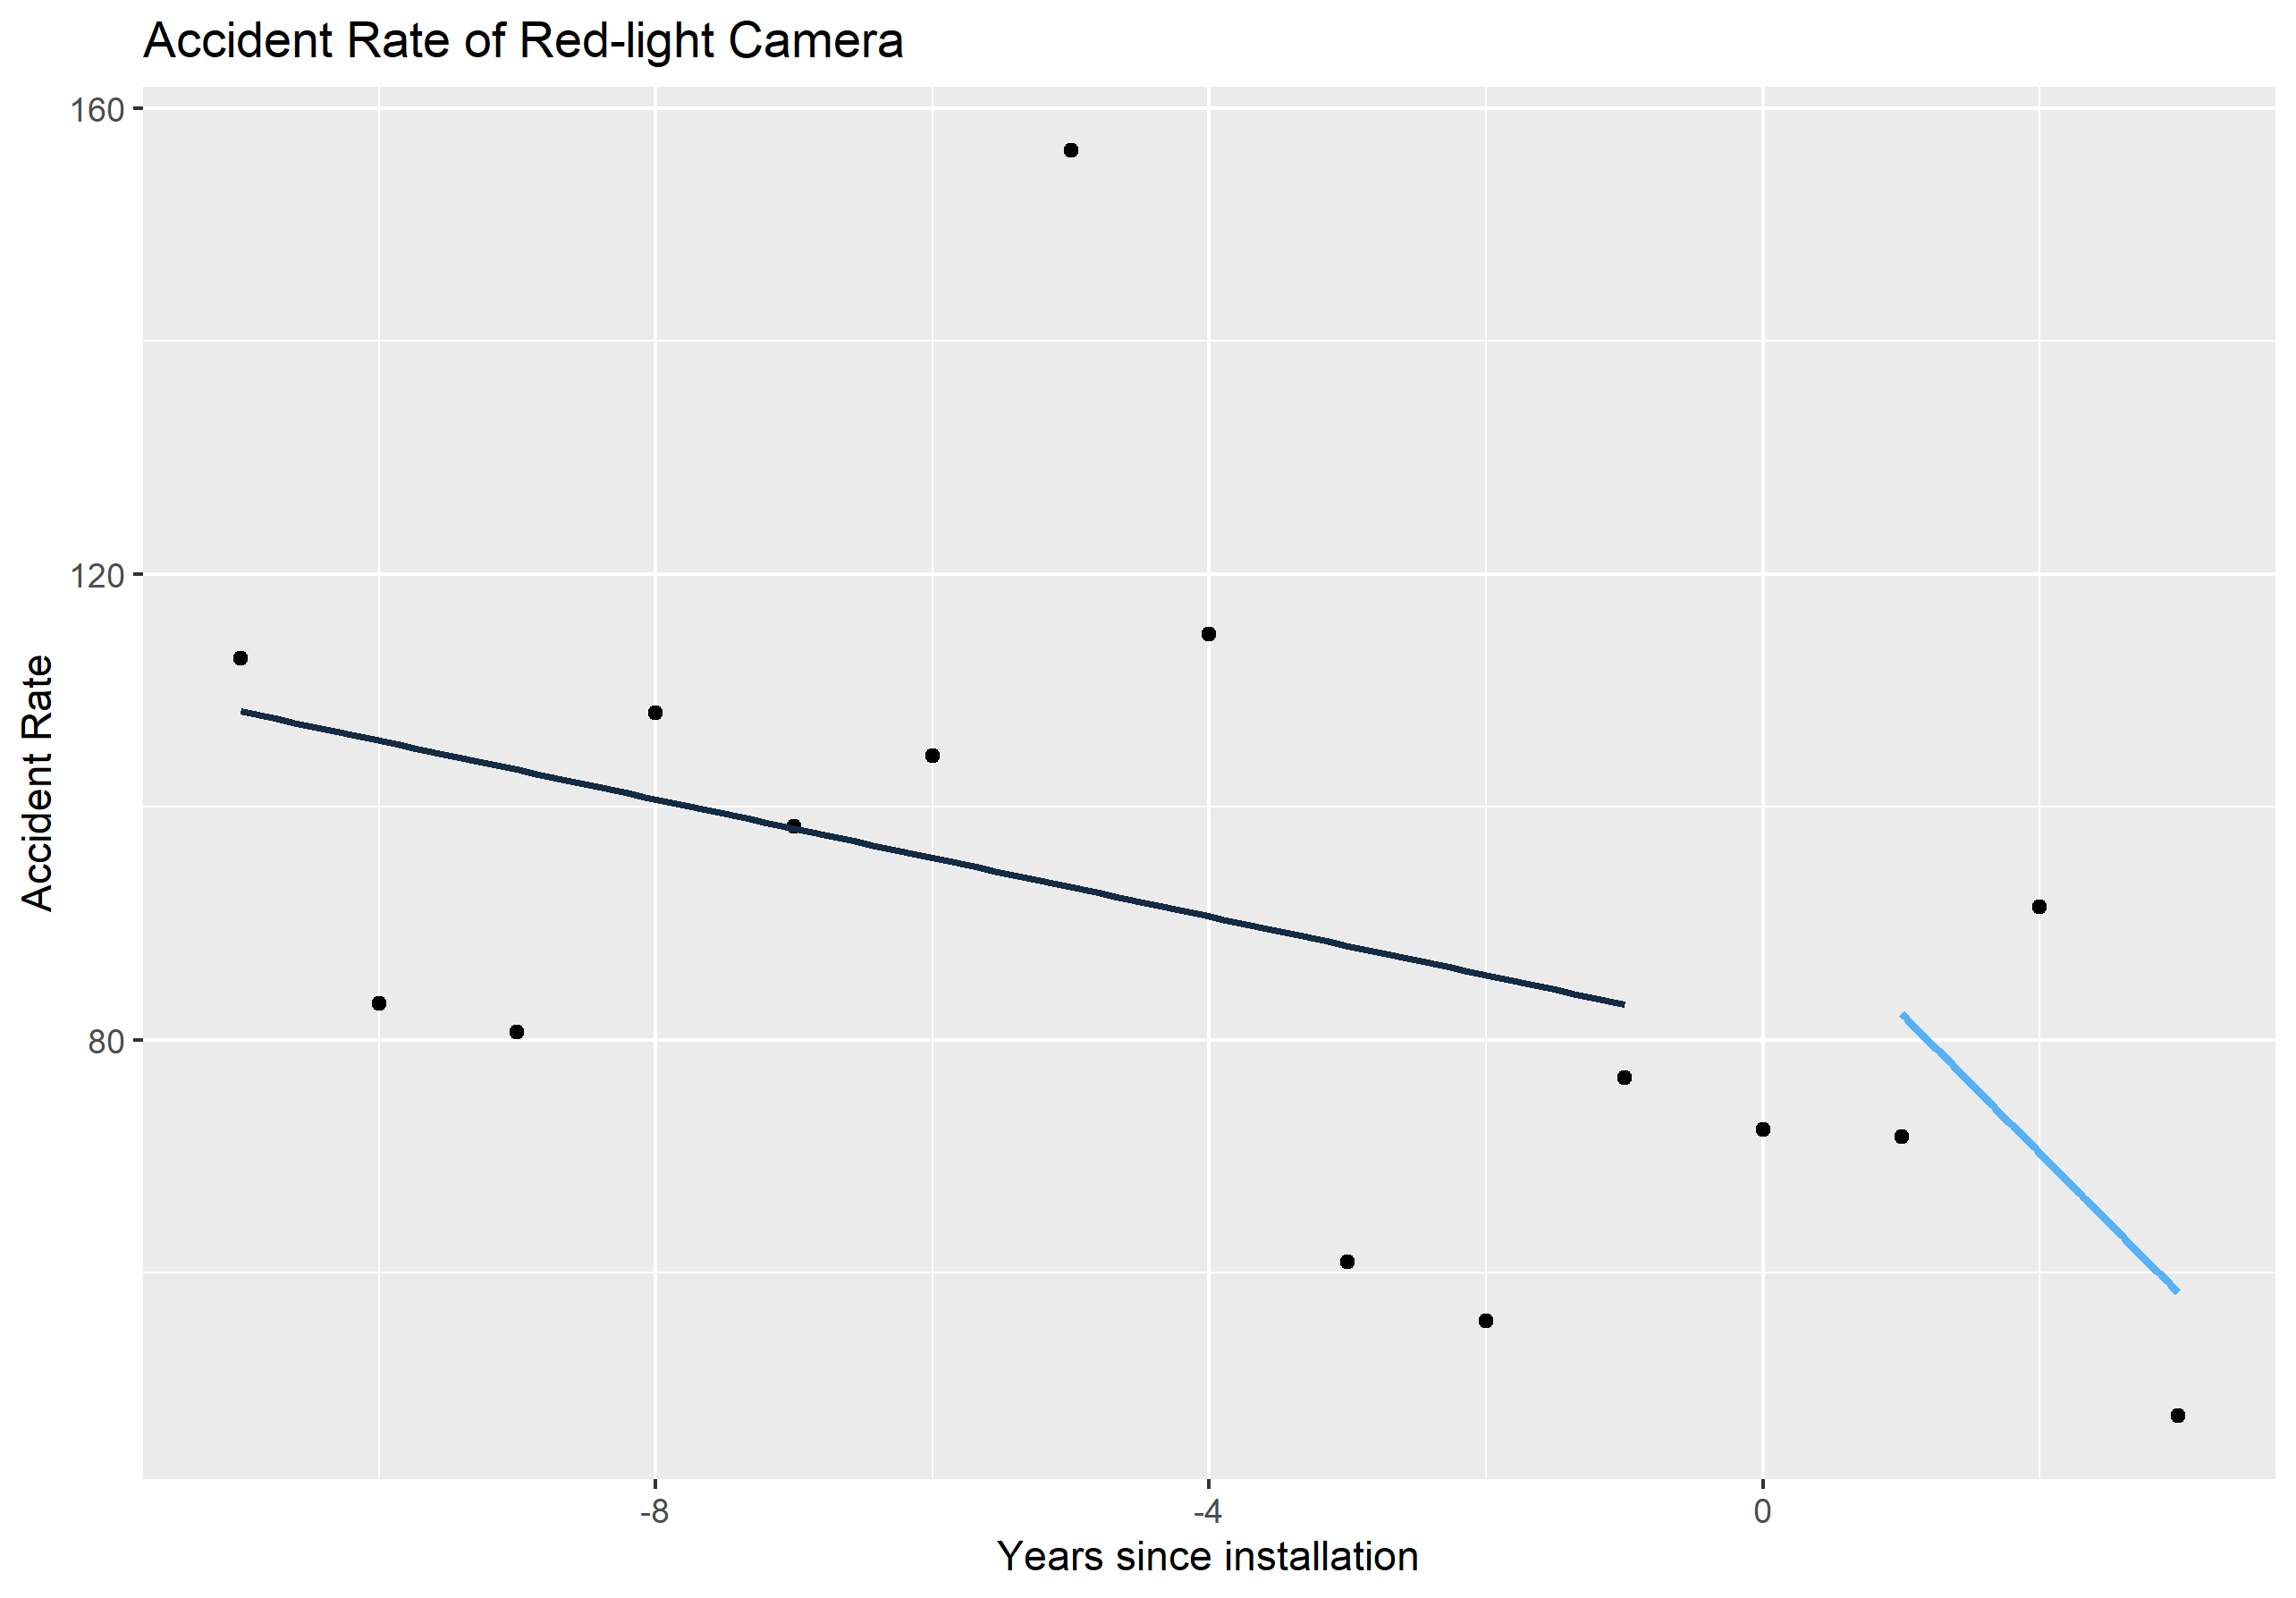 Accident Rate of Red-light Camera
160
120
80
Accident Rate
-8
-4
0
Years since installation